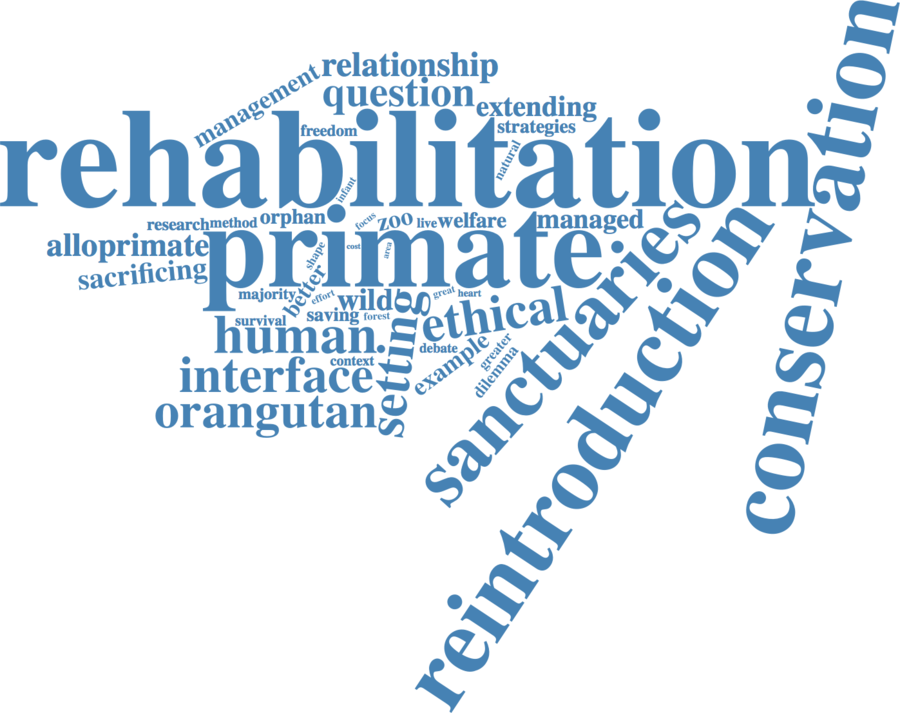 relationship
management
question
extending
freedom
strategies
rehabilitation
natural
infant
conservation
researchmethod
orphan
focus
zoo
live
welfare
managed
alloprimate
primate
shape
cost
area
sacrificing
better
sanctuaries
reintroduction
majority
effort
wild
great
heart
saving
forest
survival
human.
setting
ethical
debate
example
greater
dilemma
context
interface
orangutan